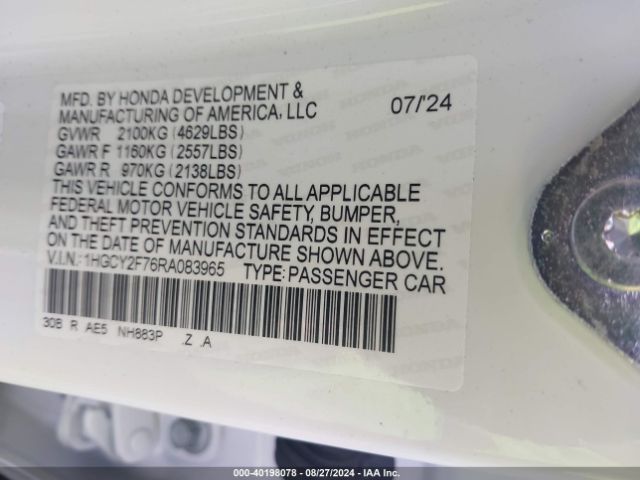 MFD. BY HONDA DEVELOPMENT &
MANUFACTURING OF AMERICA, LLC 07/'24
GVWR 2100KG (4629LBS)
GAWR F 1160KG (2557LBS)
GAWR R 970KG (2138LBS)
THIS VEHICLE CONFORMS TO ALL APPLICABLE
FEDERAL MOTOR VEHICLE SAFETY, BUMPER,
AND THEFT PREVENTION STANDARDS IN EFFECT
ON THE DATE OF MANUFACTURE SHOWN ABOVE.
V.I.N.: 1HGCY2F76RA083965 TYPE: PASSENGER CAR
30B R AE5 NH883P .Z .A
000-40198078 - 08/27/2024 - IAA Inc.